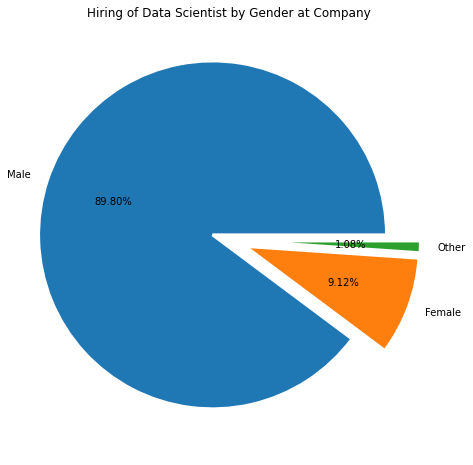 Hiring of Data Scientist by Gender at Company
Male
89.80%
1.08%
Other
9.12%
Female